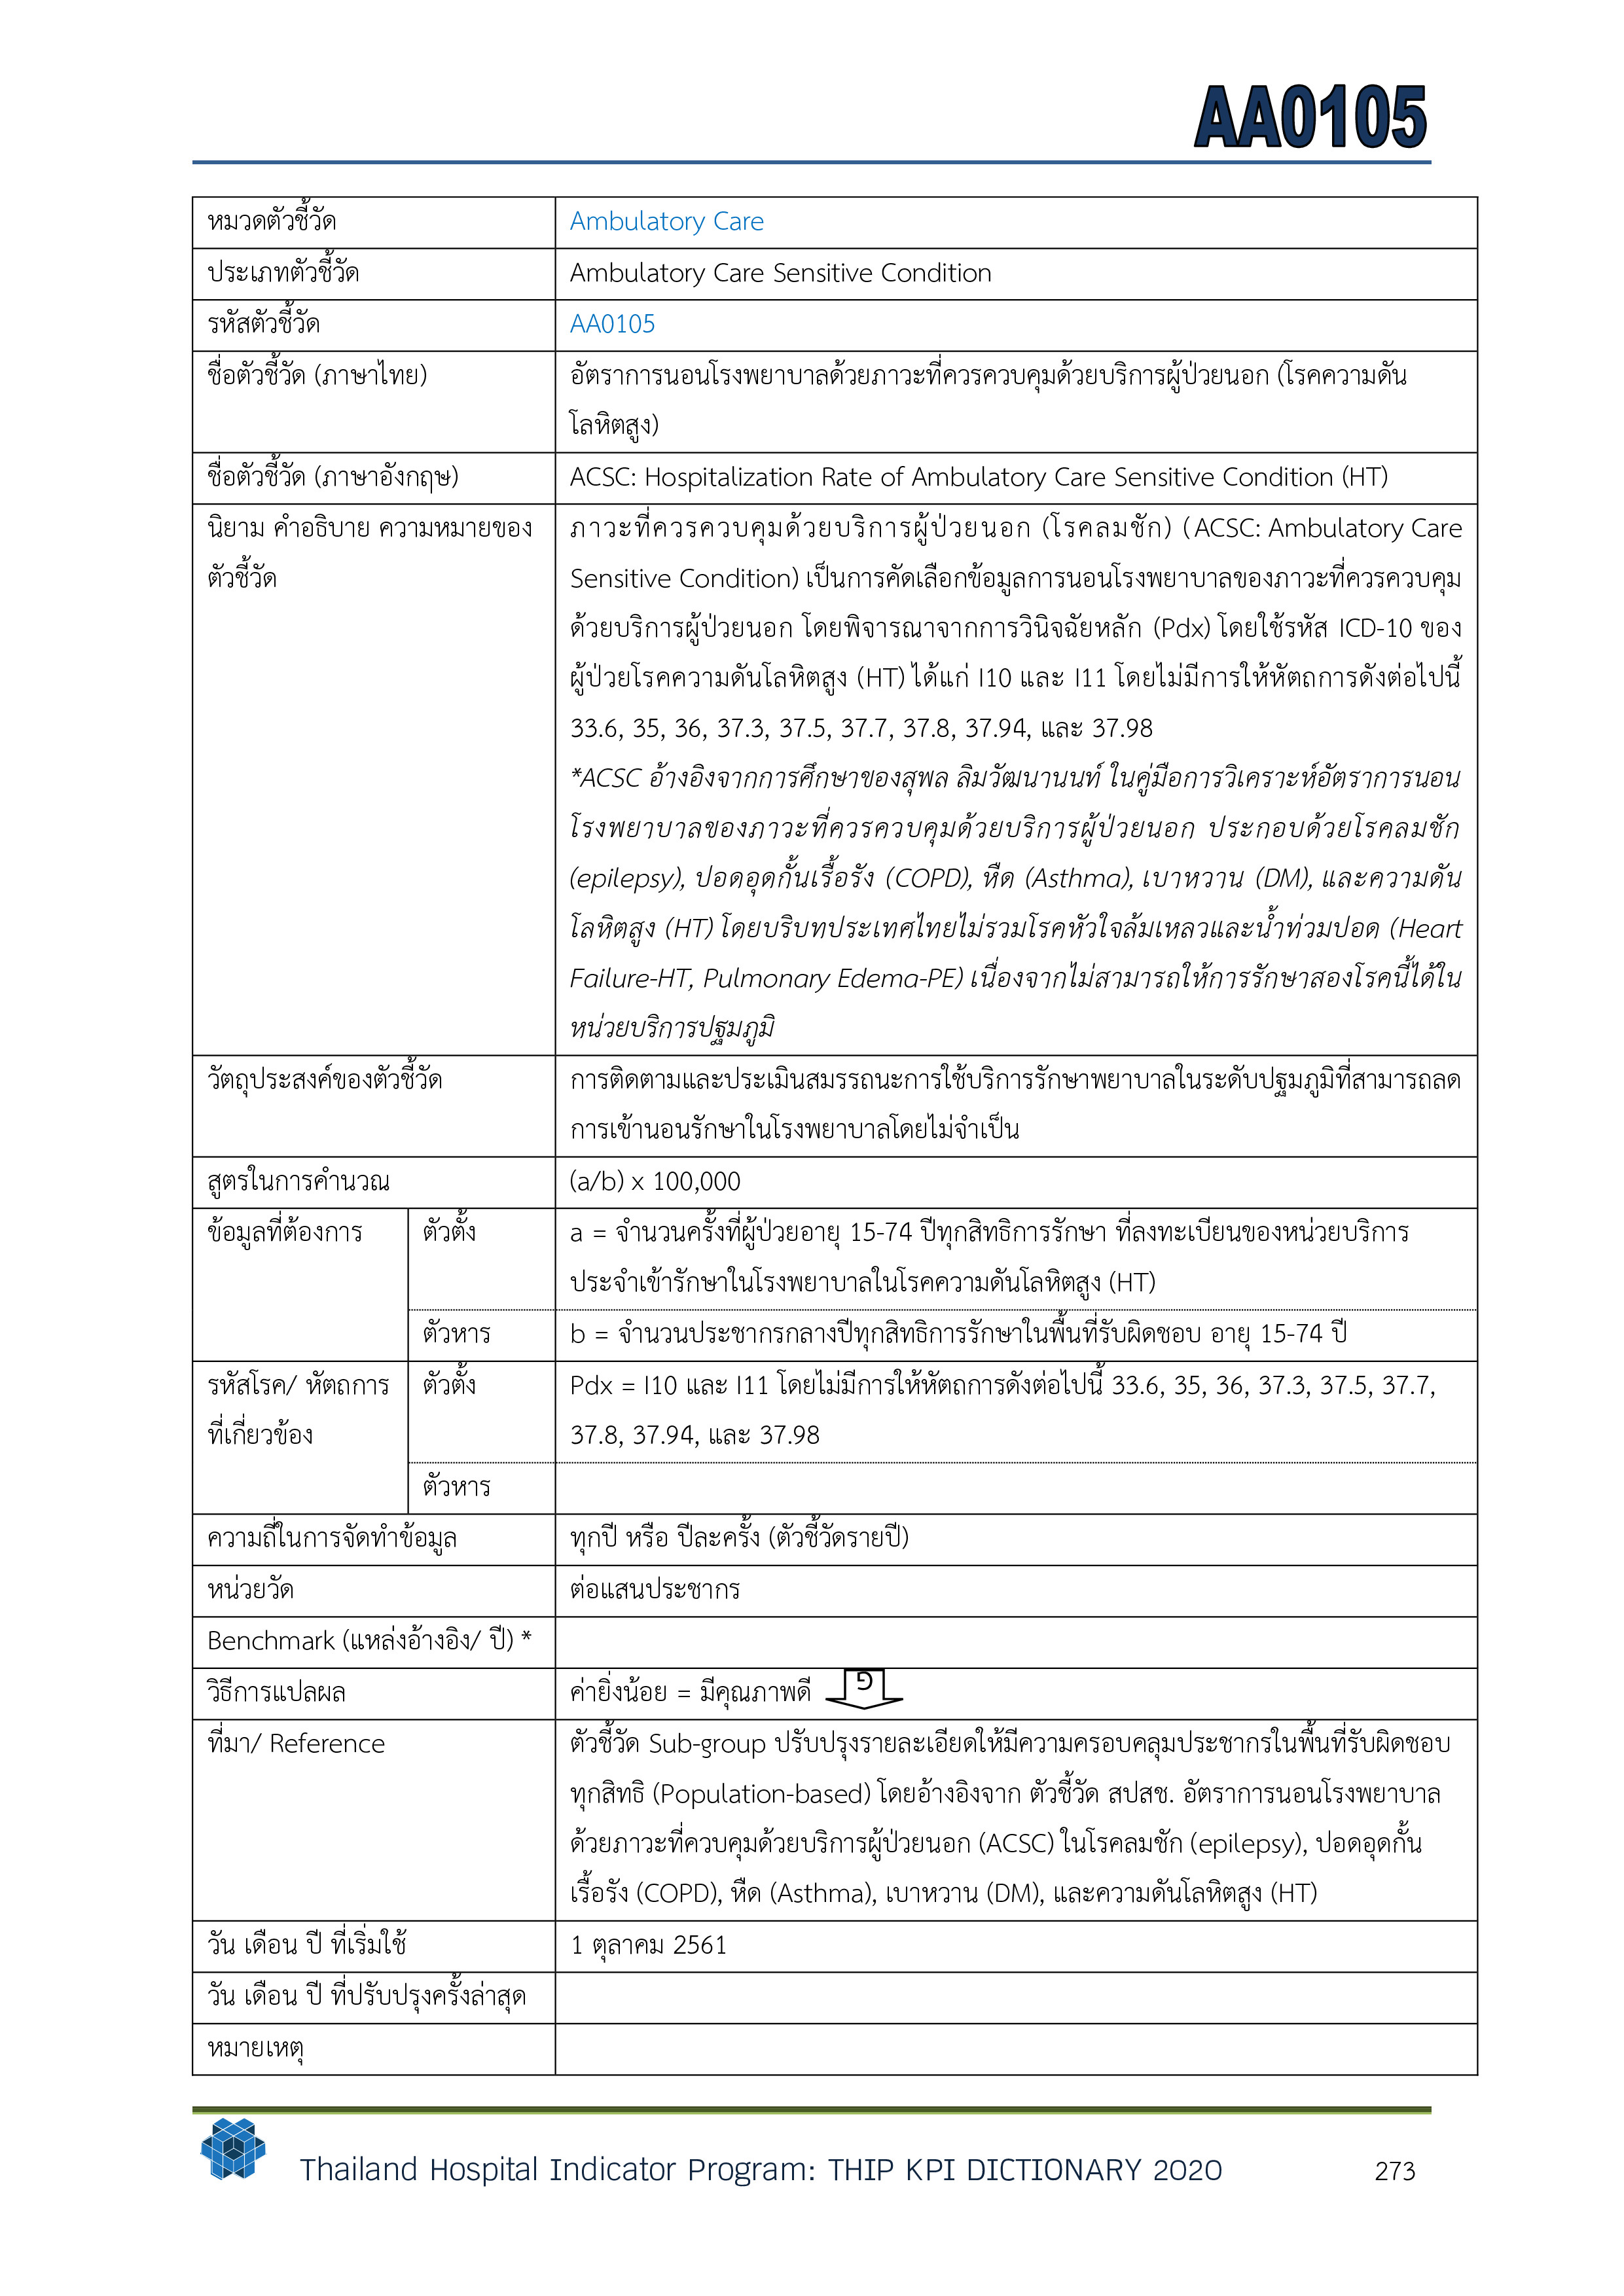 AA0105
หมวดตัวชี้วัด Ambulatory Care
ประเภทตัวชี้วัด Ambulatory Care Sensitive Condition
รหัสตัวชี้วัด AA0105
ชื่อตัวชี้วัด (ภาษาไทย) อัตราการนอนโรงพยาบาลด้วยภาวะที่ควรควบคุมด้วยบริการผู้ป่วยนอก (โรคความดัน
โลหิตสูง)
ชื่อตัวชี้วัด (ภาษาอังกฤษ) ACSC: Hospitalization Rate of Ambulatory Care Sensitive Condition (HT)
นิยาม คำอธิบาย ความหมายของ
ตัวชี้วัด
ภาวะที่ควรควบคุมด้วยบริการผู้ป่วยนอก (โรคลมชัก) (ACSC: Ambulatory Care
Sensitive Condition) เป็นการคัดเลือกข้อมูลการนอนโรงพยาบาลของภาวะที่ควรควบคุม
ด้วยบริการผู้ป่วยนอก โดยพิจารณาจากการวินิจฉัยหลัก (Pdx) โดยใช้รหัส ICD-10 ของ
ผู้ป่วยโรคความดันโลหิตสูง (HT) ได้แก่ I10 และ I11 โดยไม่มีการให้หัตถการดังต่อไปนี้
33.6, 35, 36, 37.3, 37.5, 37.7, 37.8, 37.94, และ 37.98
*ACSC อ้างอิงจากการศึกษาของสุพล ลิมวัฒนานนท์ ในคู่มือการวิเคราะห์อัตราการนอน
โรงพยาบาลของภาวะที่ควรควบคุมด้วยบริการผู้ป่วยนอก ประกอบด้วยโรคลมชัก
(epilepsy), ปอดอุดกั้นเรื้อรัง (COPD), หืด (Asthma), เบาหวาน (DM), และความดัน
โลหิตสูง (HT) โดยบริบทประเทศไทยไม่รวมโรคหัวใจล้มเหลวและน้ำท่วมปอด (Heart
Failure-HT, Pulmonary Edema-PE) เนื่องจากไม่สามารถให้การรักษาสองโรคนี้ได้ใน
หน่วยบริการปฐมภูมิ
วัตถุประสงค์ของตัวชี้วัด การติดตามและประเมินสมรรถนะการใช้บริการรักษาพยาบาลในระดับปฐมภูมิที่สามารถลด
การเข้านอนรักษาในโรงพยาบาลโดยไม่จำเป็น
สูตรในการคำนวณ (a/b) x 100,000
ข้อมูลที่ต้องการ ตัวตั้ง a = จำนวนครั้งที่ผู้ป่วยอายุ 15-74 ปีทุกสิทธิการรักษา ที่ลงทะเบียนของหน่วยบริการ
ประจำเข้ารักษาในโรงพยาบาลในโรคความดันโลหิตสูง (HT)
ตัวหาร b = จำนวนประชากรกลางปีทุกสิทธิการรักษาในพื้นที่รับผิดชอบ อายุ 15-74 ปี
รหัสโรค/ หัตถการ ตัวตั้ง Pdx = I10 และ I11 โดยไม่มีการให้หัตถการดังต่อไปนี้ 33.6, 35, 36, 37.3, 37.5, 37.7,
ที่เกี่ยวข้อง 37.8, 37.94, และ 37.98
ตัวหาร
ความถี่ในการจัดทำข้อมูล ทุกปี หรือ ปีละครั้ง (ตัวชี้วัดรายปี)
หน่วยวัด ต่อแสนประชากร
Benchmark (แหล่งอ้างอิง/ ปี) *
วิธีการแปลผล ค่ายิ่งน้อย = มีคุณภาพดี
ที่มา/ Reference ตัวชี้วัด Sub-group ปรับปรุงรายละเอียดให้มีความครอบคลุมประชากรในพื้นที่รับผิดชอบ
ทุกสิทธิ (Population-based) โดยอ้างอิงจาก ตัวชี้วัด สปสช. อัตราการนอนโรงพยาบาล
ด้วยภาวะที่ควบคุมด้วยบริการผู้ป่วยนอก (ACSC) ในโรคลมชัก (epilepsy), ปอดอุดกั้น
เรื้อรัง (COPD), หืด (Asthma), เบาหวาน (DM), และความดันโลหิตสูง (HT)
วัน เดือน ปี ที่เริ่มใช้ 1 ตุลาคม 2561
วัน เดือน ปี ที่ปรับปรุงครั้งล่าสุด
หมายเหตุ
Thailand Hospital Indicator Program: THIP KPI DICTIONARY 2020 273